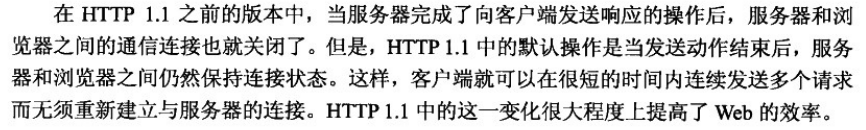 在 HTTP 1.1 之前的版本中，当服务器完成了向客户端发送响应的操作后，服务器和浏
览器之间的通信连接也就关闭了。但是，HTTP 1.1 中的默认操作是当发送动作结束后，服务
器和浏览器之间仍然保持连接状态。这样，客户端就可以在很短的时间内连续发送多个请求
而无须重新建立与服务器的连接。HTTP 1.1 中的这一变化很大程度上提高了 Web 的效率。